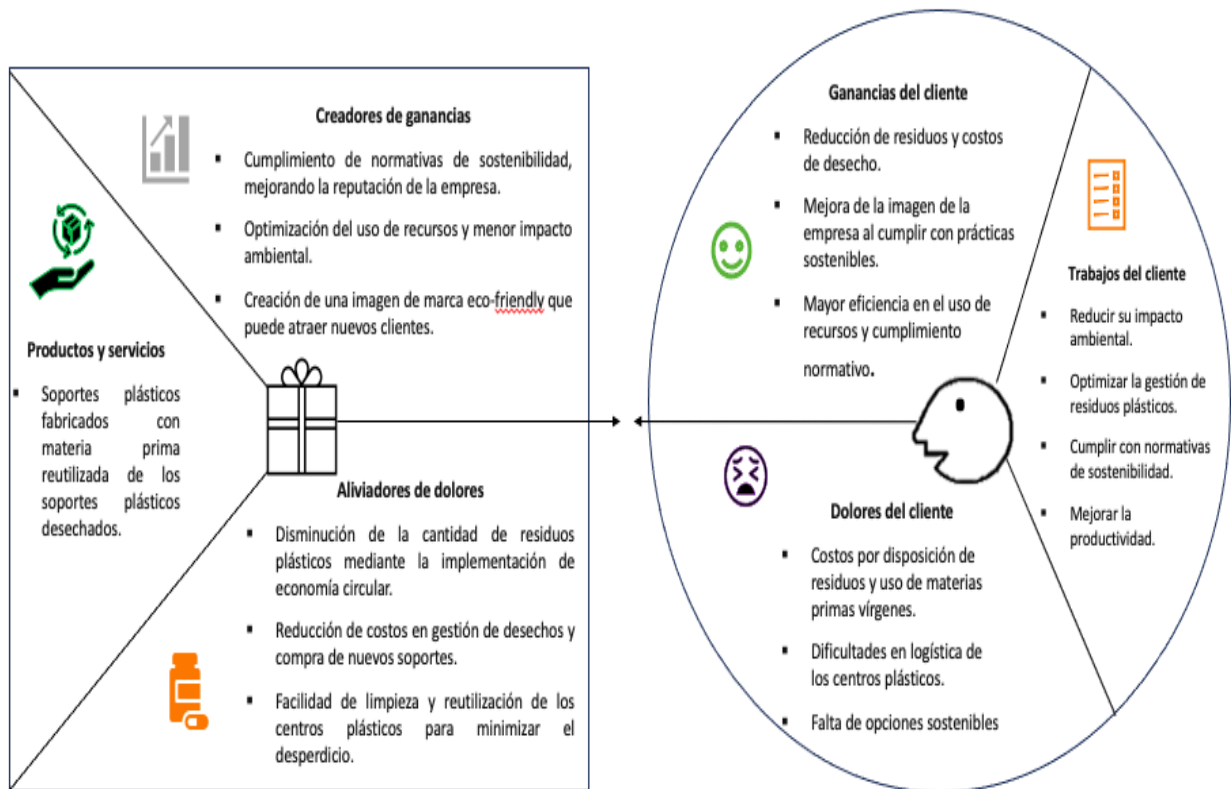 Creadores de ganancias
▪ Cumplimiento de normativas de sostenibilidad,
mejorando la reputación de la empresa.
▪ Optimización del uso de recursos y menor impacto
ambiental.
▪ Creación de una imagen de marca eco-friendly que
puede atraer nuevos clientes.
Productos y servicios
▪ Soportes plásticos
fabricados con
materia prima
reutilizada de los
soportes plásticos
desechados.
Aliviadores de dolores
▪ Disminución de la cantidad de residuos
plásticos mediante la implementación de
economía circular.
▪ Reducción de costos en gestión de desechos y
compra de nuevos soportes.
▪ Facilidad de limpieza y reutilización de los
centros plásticos para minimizar el
desperdicio.
Ganancias del cliente
▪ Reducción de residuos y costos
de desecho.
▪ Mejora de la imagen de la
empresa al cumplir con prácticas
sostenibles.
▪ Mayor eficiencia en el uso de
recursos y cumplimiento
normativo.
Trabajos del cliente
▪ Reducir su impacto
ambiental.
▪ Optimizar la gestión de
residuos plásticos.
▪ Cumplir con normativas
de sostenibilidad.
▪ Mejorar la
productividad.
Dolores del cliente
▪ Costos por disposición de
residuos y uso de materias
primas vírgenes.
▪ Dificultades en logística de
los centros plásticos.
▪ Falta de opciones sostenibles